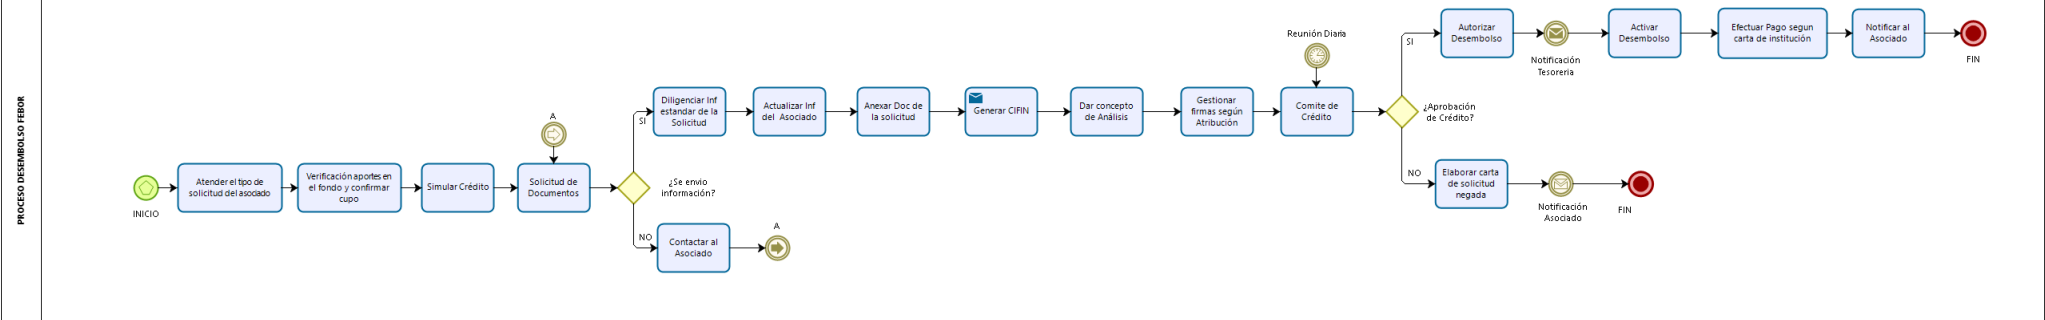 PROCESO DESEMBOLSO FEBOR
INICIO
Atender el tipo de
solicitud del asociado
Verificación aportes en
el fondo y confirmar
cupo
Simular Crédito
A
Solicitud de
Documentos
¿Se envio
información?
SI
Diligenciar Inf
estandar de la
Solicitud
Actualizar Inf
del Asociado
Anexar Doc de
la solicitud
Generar CIFIN
Dar concepto
de Análisis
Gestionar
firmas según
Atribución
Reunión Diaria
Comite de
Crédito
¿Aprobación
de Crédito?
NO
Contactar al
Asociado
A
SI
Autorizar
Desembolso
Notificación
Tesoreria
Activar
Desembolso
Efectuar Pago segun
carta de institución
Notificar al
Asociado
FIN
NO
Elaborar carta
de solicitud
negada
Notificación
Asociado
FIN